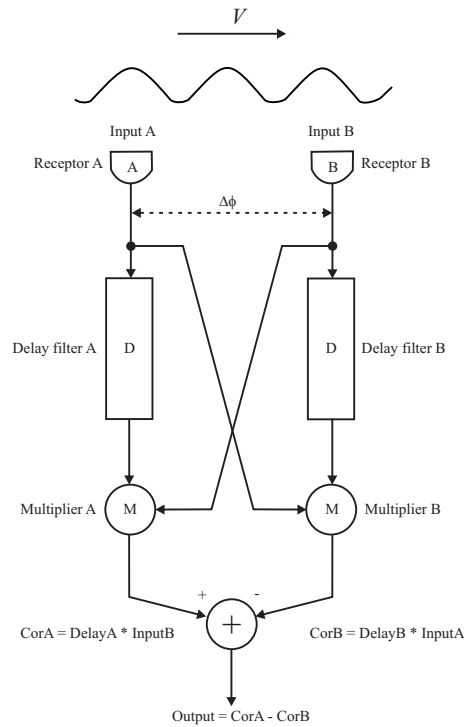 V
Input A Input B
Receptor A A B Receptor B
Δϕ
Delay filter A D D Delay filter B
Multiplier A M M Multiplier B
+ -
+
CorA = DelayA * InputB CorB = DelayB * InputA
Output = CorA - CorB